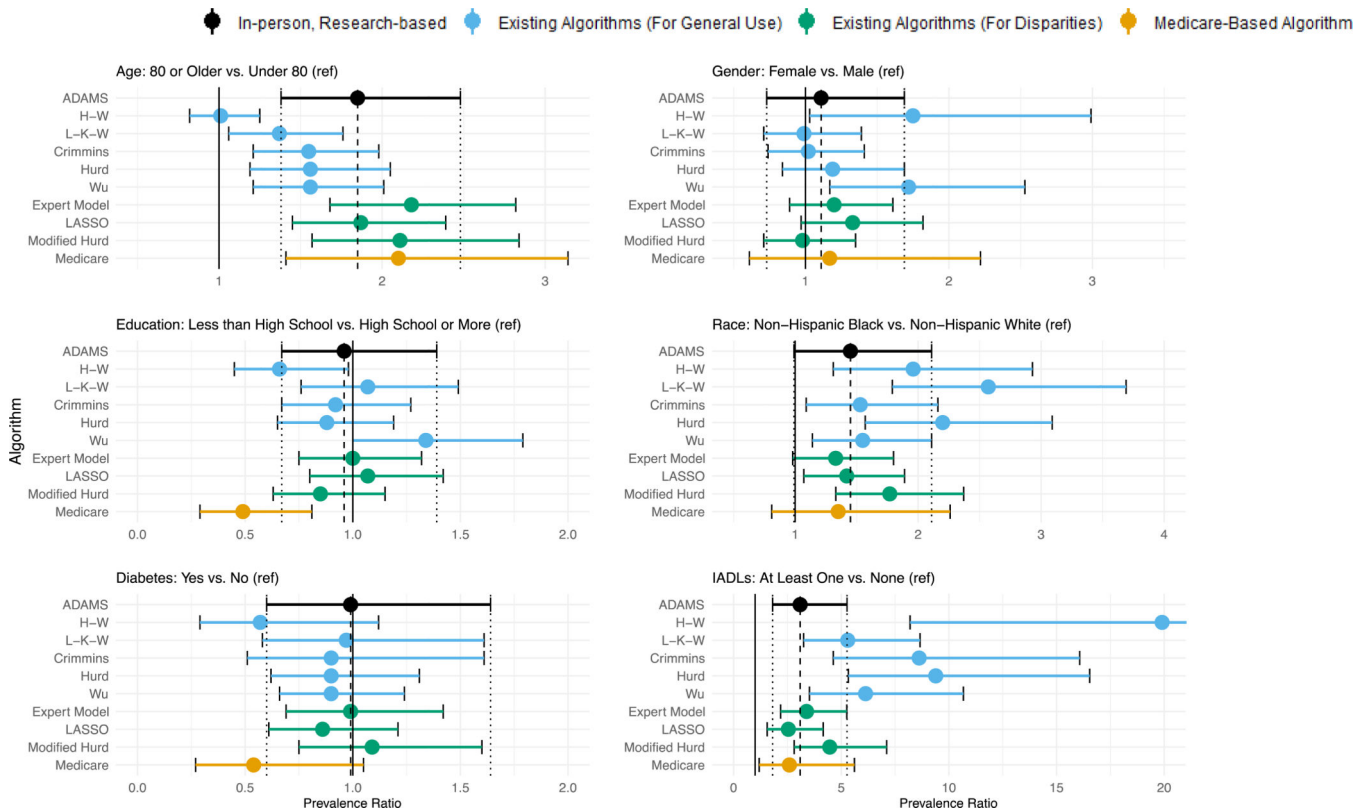 In-person, Research-based Existing Algorithms (For General Use) Existing Algorithms (For Disparities) Medicare-Based Algorithm
Age: 80 or Older vs. Under 80 (ref)
ADAMS
H-W
L-K-W
Crimmins
Hurd
Wu
Expert Model
LASSO
Modified Hurd
Medicare
1 2 3
Gender: Female vs. Male (ref)
ADAMS
H-W
L-K-W
Crimmins
Hurd
Wu
Expert Model
LASSO
Modified Hurd
Medicare
1 2 3
Algorithm
Education: Less than High School vs. High School or More (ref)
ADAMS
H-W
L-K-W
Crimmins
Hurd
Wu
Expert Model
LASSO
Modified Hurd
Medicare
0.0 0.5 1.0 1.5 2.0
Race: Non-Hispanic Black vs. Non-Hispanic White (ref)
ADAMS
H-W
L-K-W
Crimmins
Hurd
Wu
Expert Model
LASSO
Modified Hurd
Medicare
1 2 3 4
Diabetes: Yes vs. No (ref)
ADAMS
H-W
L-K-W
Crimmins
Hurd
Wu
Expert Model
LASSO
Modified Hurd
Medicare
0.0 0.5 1.0 1.5 2.0
Prevalence Ratio
IADLs: At Least One vs. None (ref)
ADAMS
H-W
L-K-W
Crimmins
Hurd
Wu
Expert Model
LASSO
Modified Hurd
Medicare
0 5 10 15 20
Prevalence Ratio